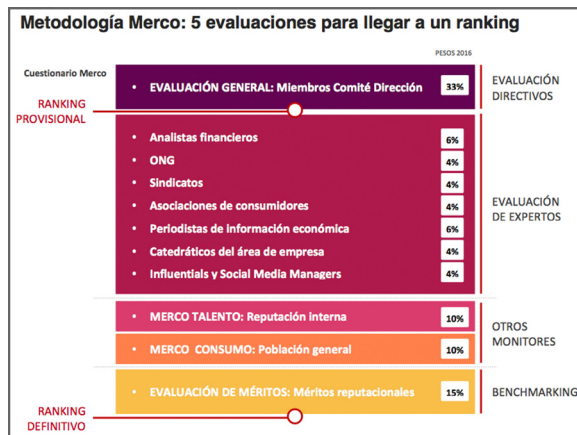 Metodología Merco: 5 evaluaciones para llegar a un ranking
PESOS 2016
Cuestionario Merco
• EVALUACIÓN GENERAL: Miembros Comité Dirección 33%
EVALUACIÓN
DIRECTIVOS
RANKING
PROVISIONAL
• Analistas financieros 6%
• ONG 4%
• Sindicatos 4%
• Asociaciones de consumidores 4%
• Periodistas de información económica 6%
• Catedráticos del área de empresa 4%
• Influentials y Social Media Managers 4%
EVALUACIÓN
DE EXPERTOS
• MERCO TALENTO: Reputación interna 10%
• MERCO CONSUMO: Población general 10%
OTROS
MONITORES
• EVALUACIÓN DE MÉRITOS: Méritos reputacionales 15%
BENCHMARKING
RANKING
DEFINITIVO